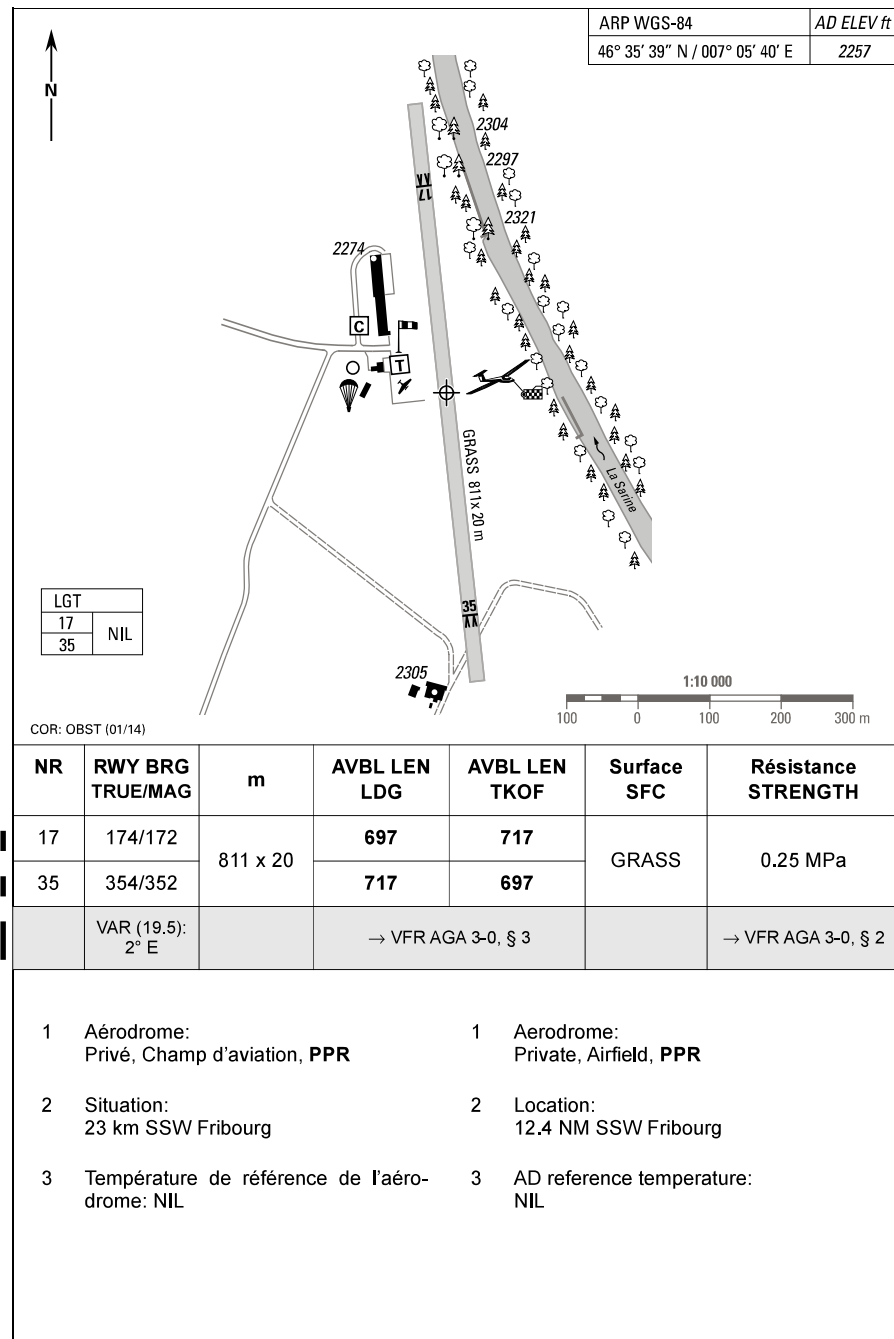 ARP WGS-84 AD ELEV ft
46° 35′ 39″ N / 007° 05′ 40′ E 2257
N
2304
2297
17
2321
2274
C
T
GRASS 811x 20 m
La Sarine
LGT
17 NIL
35
35
2305
1:10 000
100 0 100 200 300 m
COR: OBST (01/14)
NR RWY BRG TRUE/MAG m AVBL LEN LDG AVBL LEN TKOF Surface SFC Résistance STRENGTH
17 174/172 811 x 20 697 717 GRASS 0.25 MPa
35 354/352 717 697
VAR (19.5): 2° E → VFR AGA 3-0, § 3 → VFR AGA 3-0, § 2
1 Aérodrome:
Privé, Champ d’aviation, PPR
2 Situation:
23 km SSW Fribourg
3 Température de référence de l’aéro-
drome: NIL
1 Aerodrome:
Private, Airfield, PPR
2 Location:
12.4 NM SSW Fribourg
3 AD reference temperature:
NIL